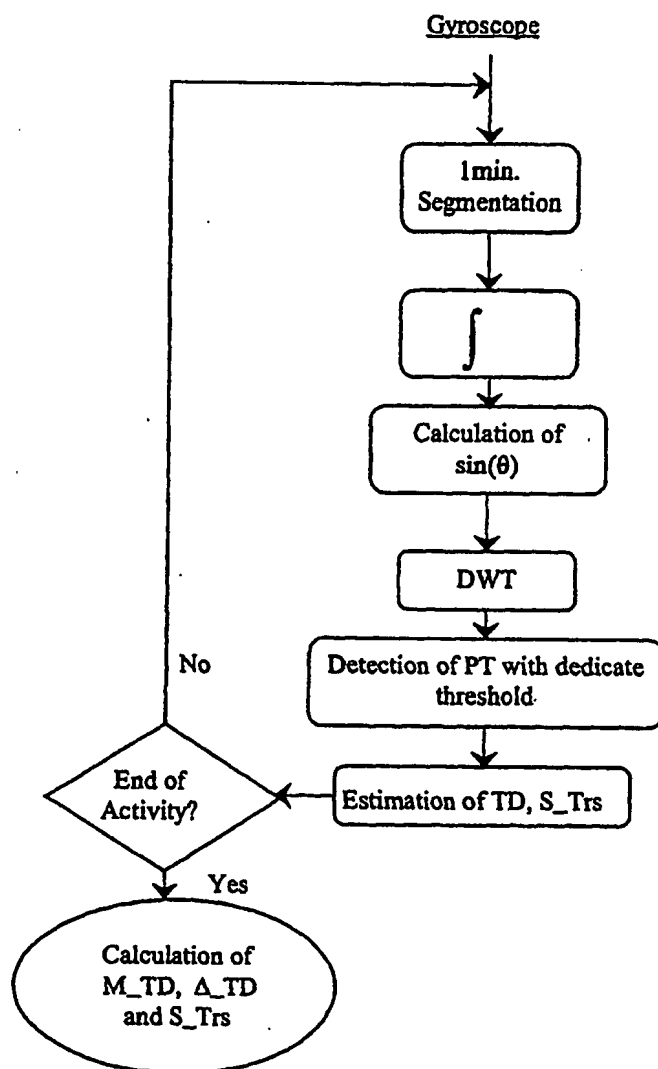 Gyroscope
1min.
Segmentation
∫
Calculation of
sin(θ)
DWT
Detection of PT with dedicate
threshold
Estimation of TD, S_Trs
End of
Activity?
No
Yes
Calculation of
M_TD, Δ_TD
and S_Trs